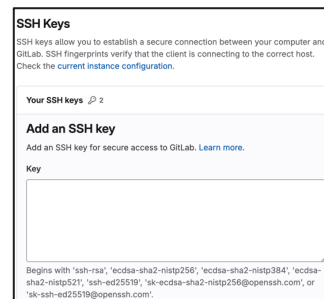 SSH Keys
SSH keys allow you to establish a secure connection between your computer and
GitLab. SSH fingerprints verify that the client is connecting to the correct host.
Check the current instance configuration.
Your SSH keys 2
Add an SSH key
Add an SSH key for secure access to GitLab. Learn more.
Key
Begins with 'ssh-rsa', 'ecdsa-sha2-nistp256', 'ecdsa-sha2-nistp384', 'ecdsa-
sha2-nistp521', 'ssh-ed25519', 'sk-ecdsa-sha2-nistp256@openssh.com', or
'sk-ssh-ed25519@openssh.com'.